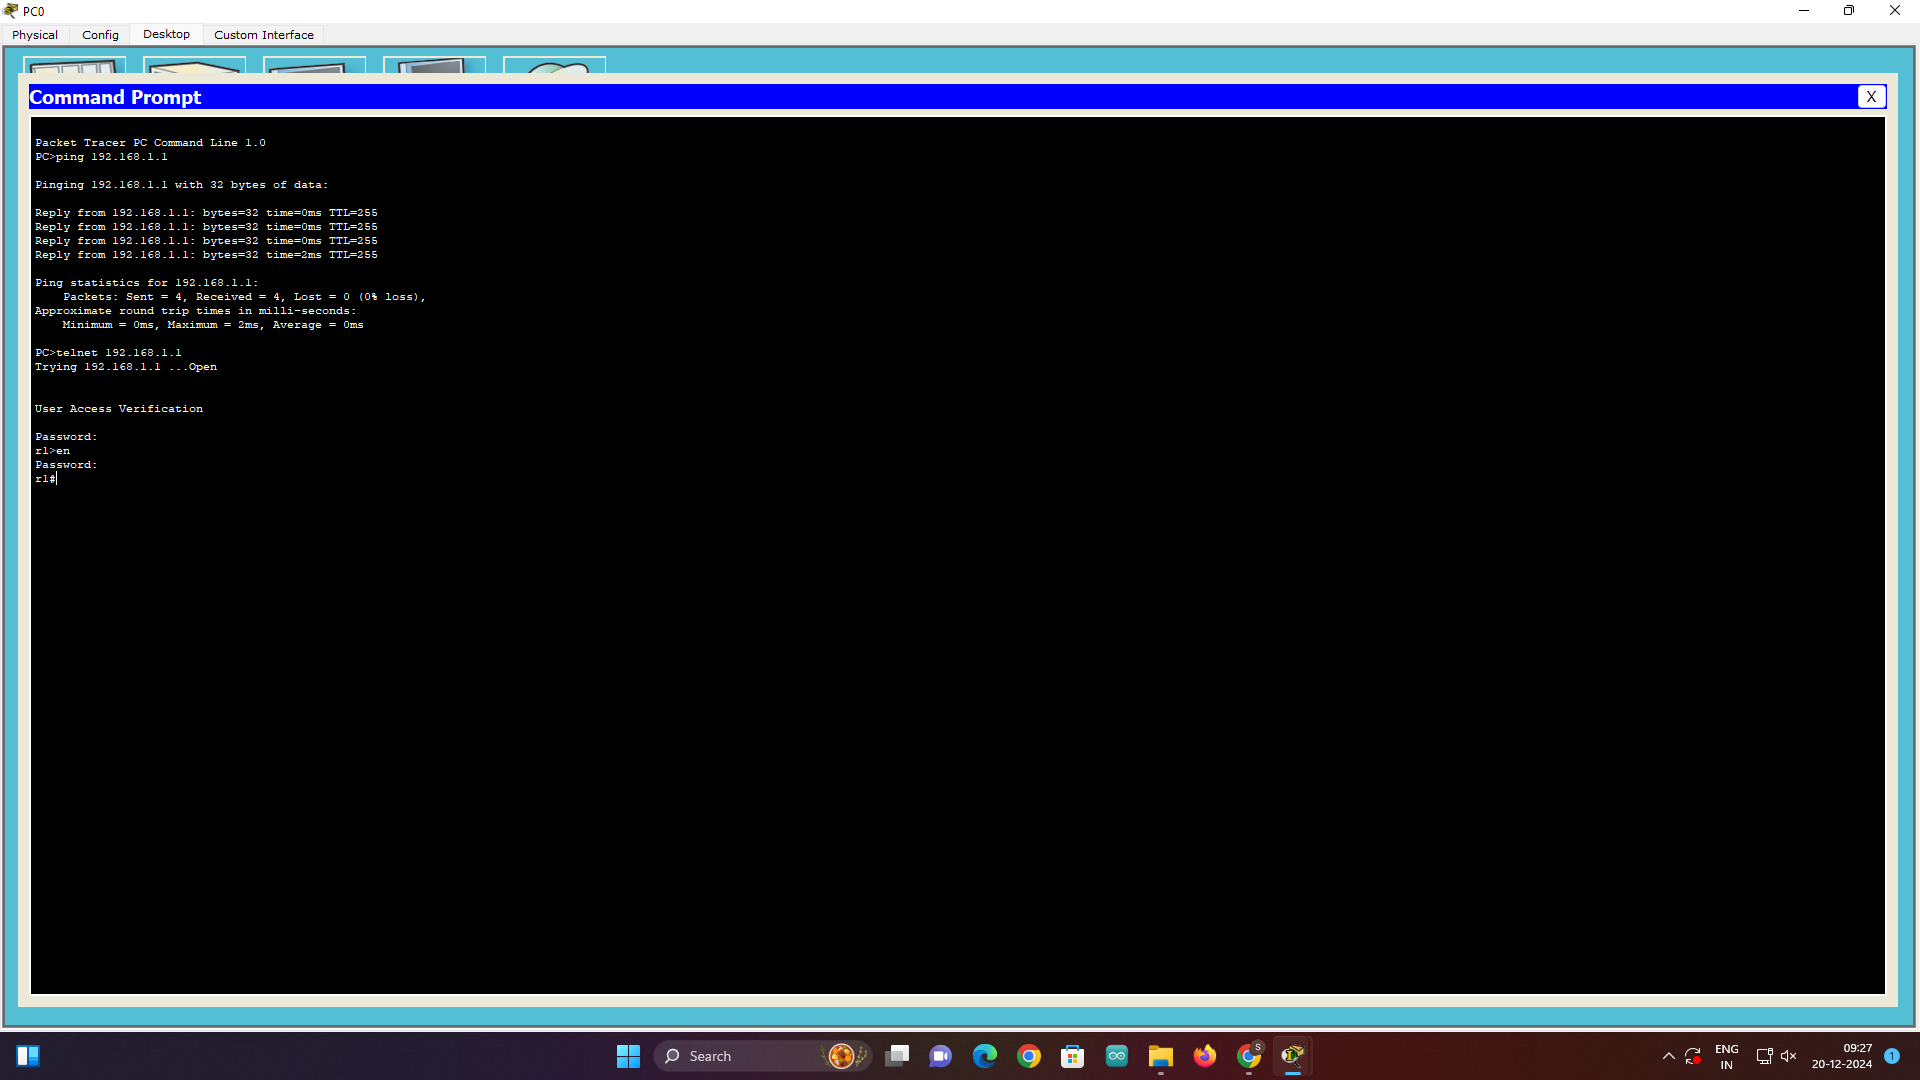 PC0
Physical Config Desktop Custom Interface
Command Prompt
X
Packet Tracer PC Command Line 1.0
PC>ping 192.168.1.1
Pinging 192.168.1.1 with 32 bytes of data:
Reply from 192.168.1.1: bytes=32 time=0ms TTL=255
Reply from 192.168.1.1: bytes=32 time=0ms TTL=255
Reply from 192.168.1.1: bytes=32 time=0ms TTL=255
Reply from 192.168.1.1: bytes=32 time=2ms TTL=255
Ping statistics for 192.168.1.1:
Packets: Sent = 4, Received = 4, Lost = 0 (0% loss),
Approximate round trip times in milli-seconds:
Minimum = 0ms, Maximum = 2ms, Average = 0ms
PC>telnet 192.168.1.1
Trying 192.168.1.1 ...Open
User Access Verification
Password:
r1>en
Password:
r1#
Search
S
ENG
IN
09:27
20-12-2024
1